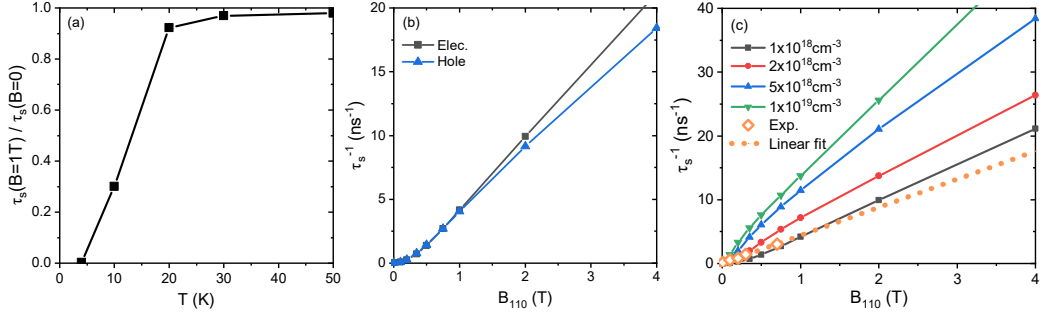 (a)
τs(B=1T) / τs(B=0)
1.0
0.8
0.6
0.4
0.2
0.0
10 20 30 40 50
T (K)
(b)
Elec.
Hole
τs⁻¹ (ns⁻¹)
20
15
10
5
0
0 1 2 3 4
B₁₁₀ (T)
(c)
1x10¹⁸cm⁻³
2x10¹⁸cm⁻³
5x10¹⁸cm⁻³
1x10¹⁹cm⁻³
Exp.
Linear fit
τs⁻¹ (ns⁻¹)
40
30
20
10
0
0 1 2 3 4
B₁₁₀ (T)